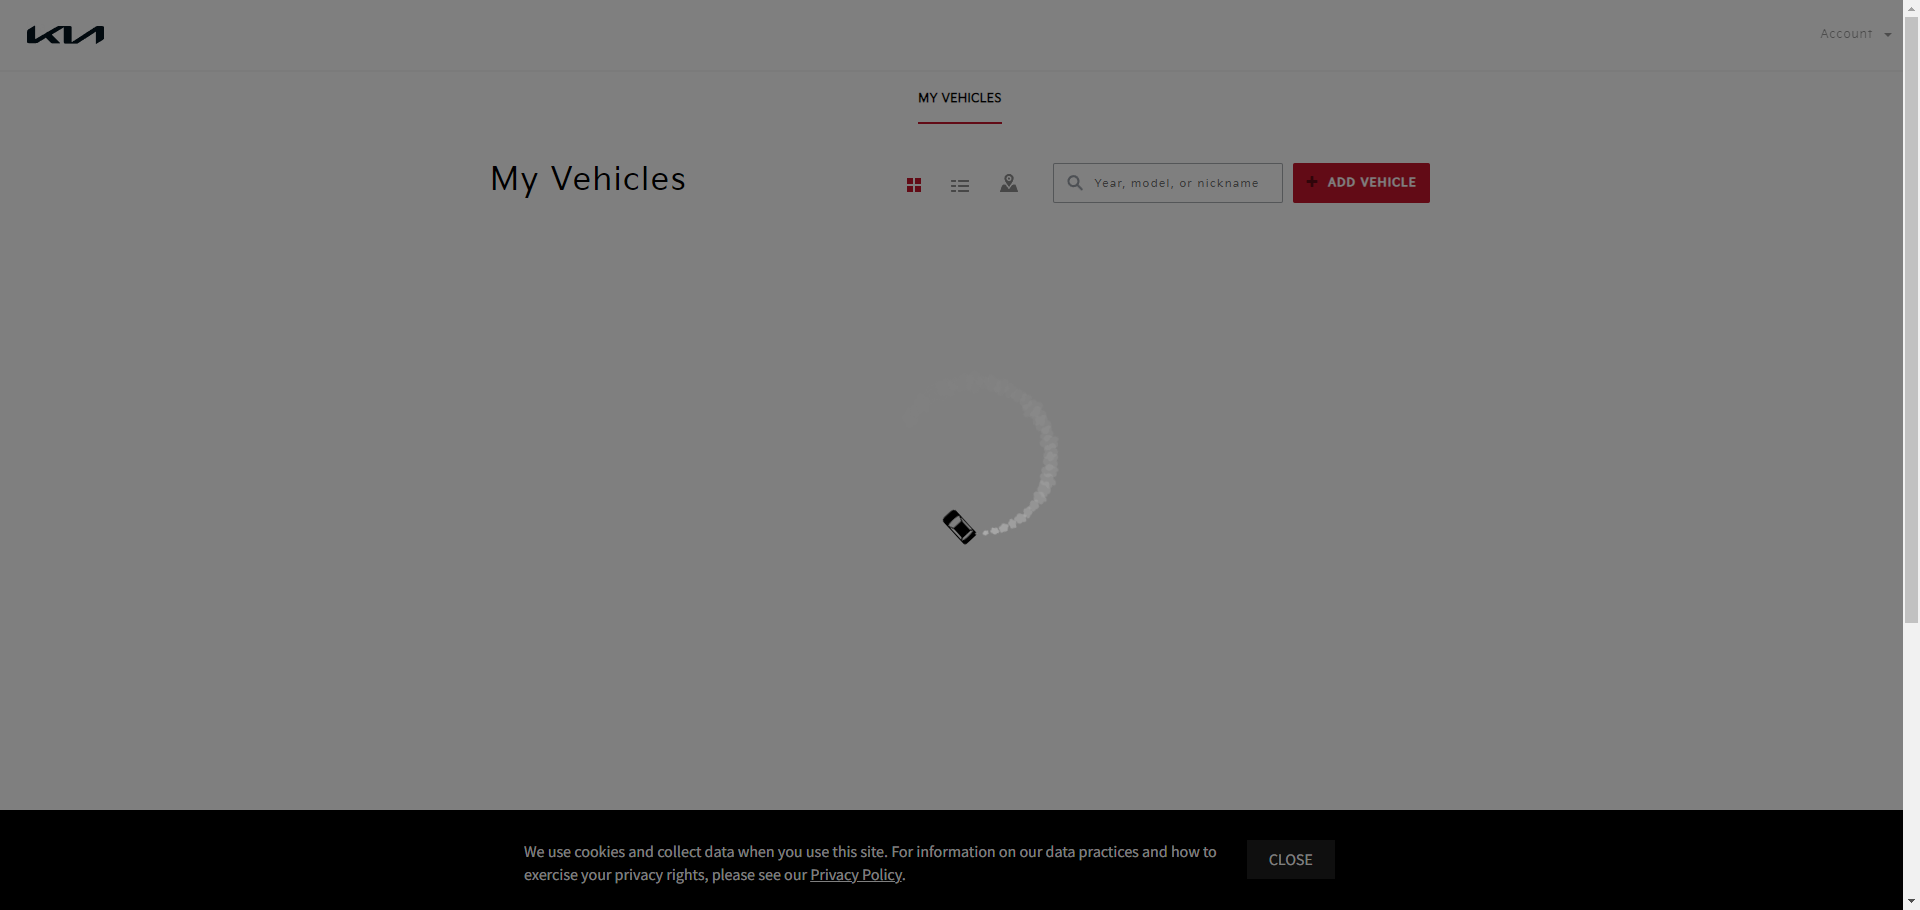 KIA
Account
MY VEHICLES
My Vehicles
Year, model, or nickname
ADD VEHICLE
We use cookies and collect data when you use this site. For information on our data practices and how to
exercise your privacy rights, please see our Privacy Policy.
CLOSE